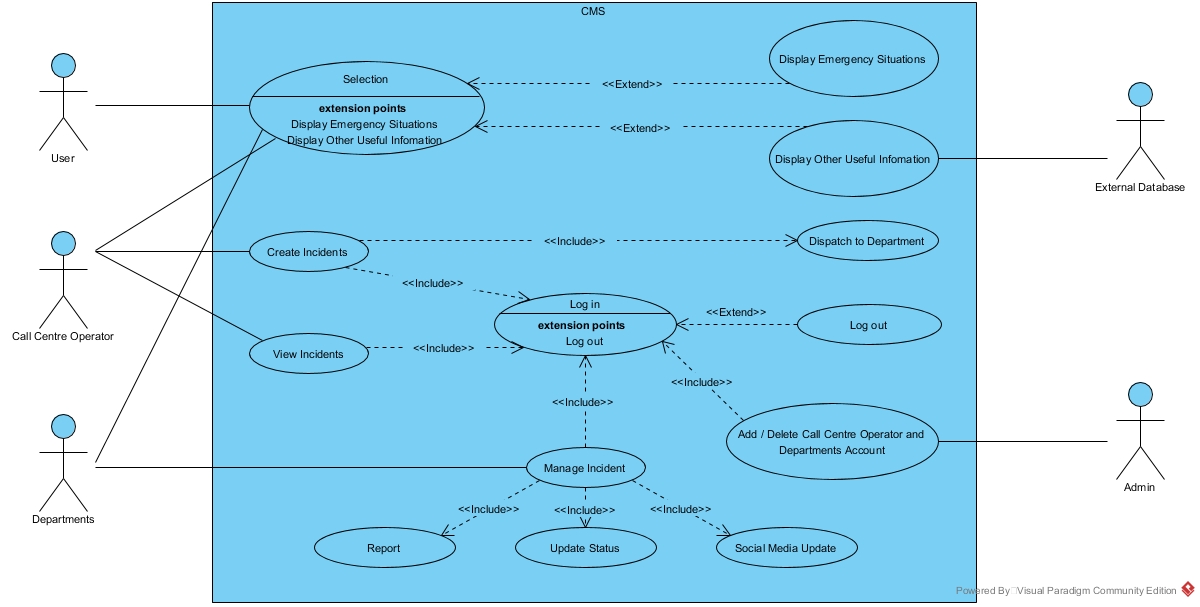 CMS
User
Selection
extension points
Display Emergency Situations
Display Other Useful Infomation
<<Extend>>
<<Extend>>
Display Emergency Situations
Display Other Useful Infomation
External Database
Call Centre Operator
Create Incidents
<<Include>>
Dispatch to Department
<<Include>>
Log in
extension points
Log out
<<Extend>>
Log out
View Incidents
<<Include>>
<<Include>>
<<Include>>
Add / Delete Call Centre Operator and
Departments Account
Admin
Departments
Manage Incident
<<Include>>
<<Include>>
<<Include>>
Report
Update Status
Social Media Update
Powered By Visual Paradigm Community Edition